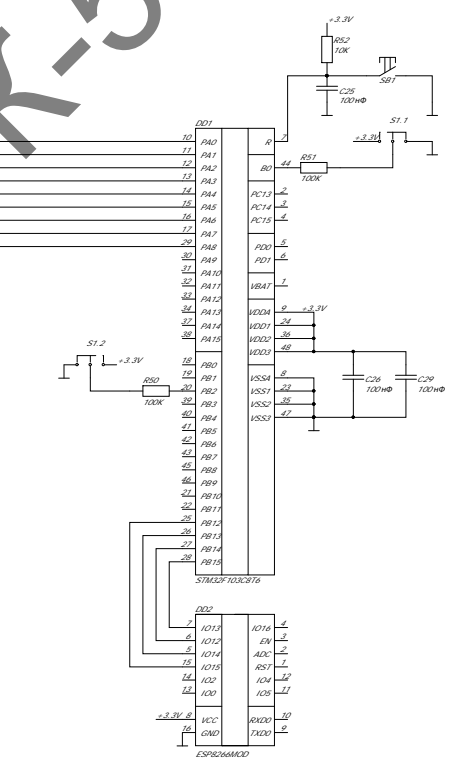 К-5
+3.3V
R52
10K
C25
100нФ
SB1
S1.1
+3.3V
DD1
10 PA0
11 PA1
12 PA2
13 PA3
14 PA4
15 PA5
16 PA6
17 PA7
29 PA8
30 PA9
31 PA10
32 PA11
33 PA12
34 PA13
37 PA14
38 PA15
R 7
B0 44
R51
100K
PC13 2
PC14 3
PC15 4
PD0 5
PD1 6
VBAT 1
VDDA 9 +3.3V
VDD1 24
VDD2 36
VDD3 48
VSSA 8
VSS1 23
VSS2 35
VSS3 47
C26
100нФ
C29
100нФ
S1.2
+3.3V
R50
100K
18 PB0
19 PB1
20 PB2
39 PB3
40 PB4
41 PB5
42 PB6
43 PB7
45 PB8
46 PB9
21 PB10
22 PB11
25 PB12
26 PB13
27 PB14
28 PB15
STM32F103C8T6
DD2
7 IO13
6 IO12
5 IO14
15 IO15
14 IO2
13 IO0
IO16 4
EN 3
ADC 2
RST 1
IO4 12
IO5 11
+3.3V 8 VCC
16 GND
RXD0 10
TXD0 9
ESP8266MOD